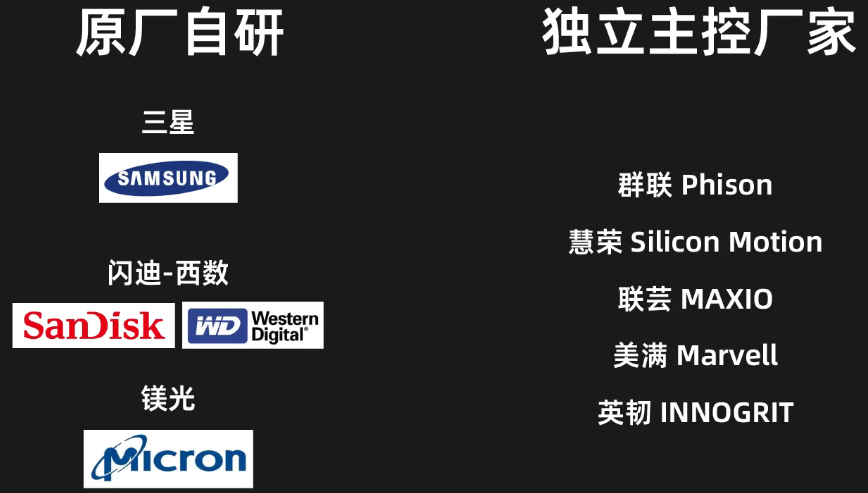 原厂自研
三星
SAMSUNG
闪迪-西数
SanDisk
WD Western Digital®
镁光
Micron
独立主控厂家
群联 Phison
慧荣 Silicon Motion
联芸 MAXIO
美满 Marvell
英韧 INNOGRIT